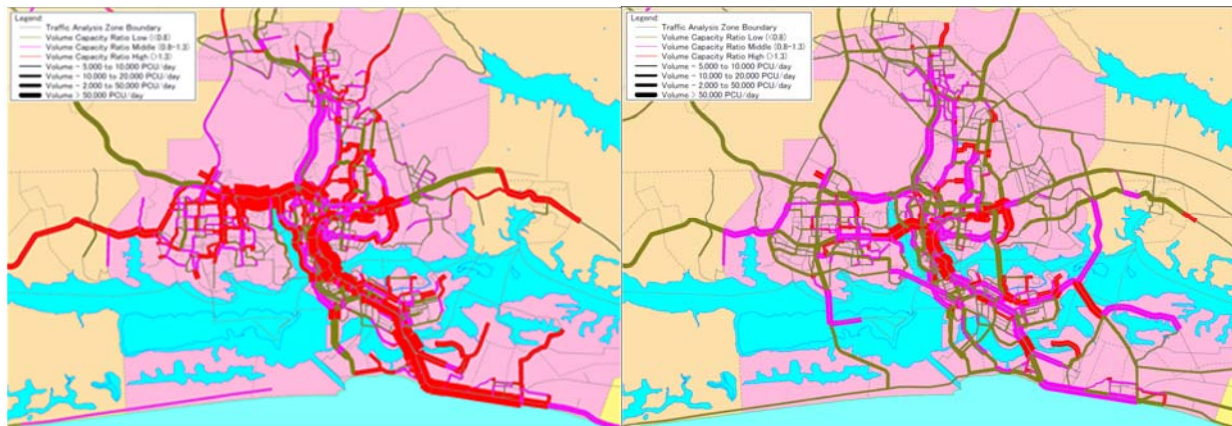 Legend:
Traffic Analysis Zone Boundary
Volume Capacity Ratio Low (<0.8)
Volume Capacity Ratio Middle (0.8-1.3)
Volume Capacity Ratio High (>1.3)
Volume - 5,000 to 10,000 PCU/day
Volume - 10,000 to 20,000 PCU/day
Volume - 2,000 to 50,000 PCU/day
Volume > 50,000 PCU/day
Legend:
Traffic Analysis Zone Boundary
Volume Capacity Ratio Low (<0.8)
Volume Capacity Ratio Middle (0.8-1.3)
Volume Capacity Ratio High (>1.3)
Volume - 5,000 to 10,000 PCU/day
Volume - 10,000 to 20,000 PCU/day
Volume - 2,000 to 50,000 PCU/day
Volume > 50,000 PCU/day